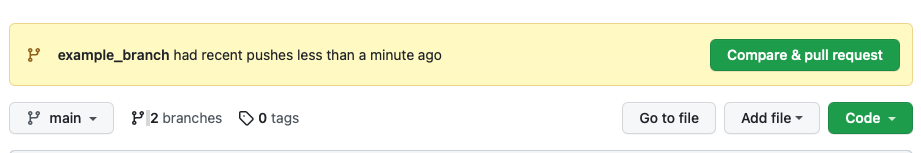 example_branch had recent pushes less than a minute ago
Compare & pull request
main
2 branches
0 tags
Go to file
Add file
Code